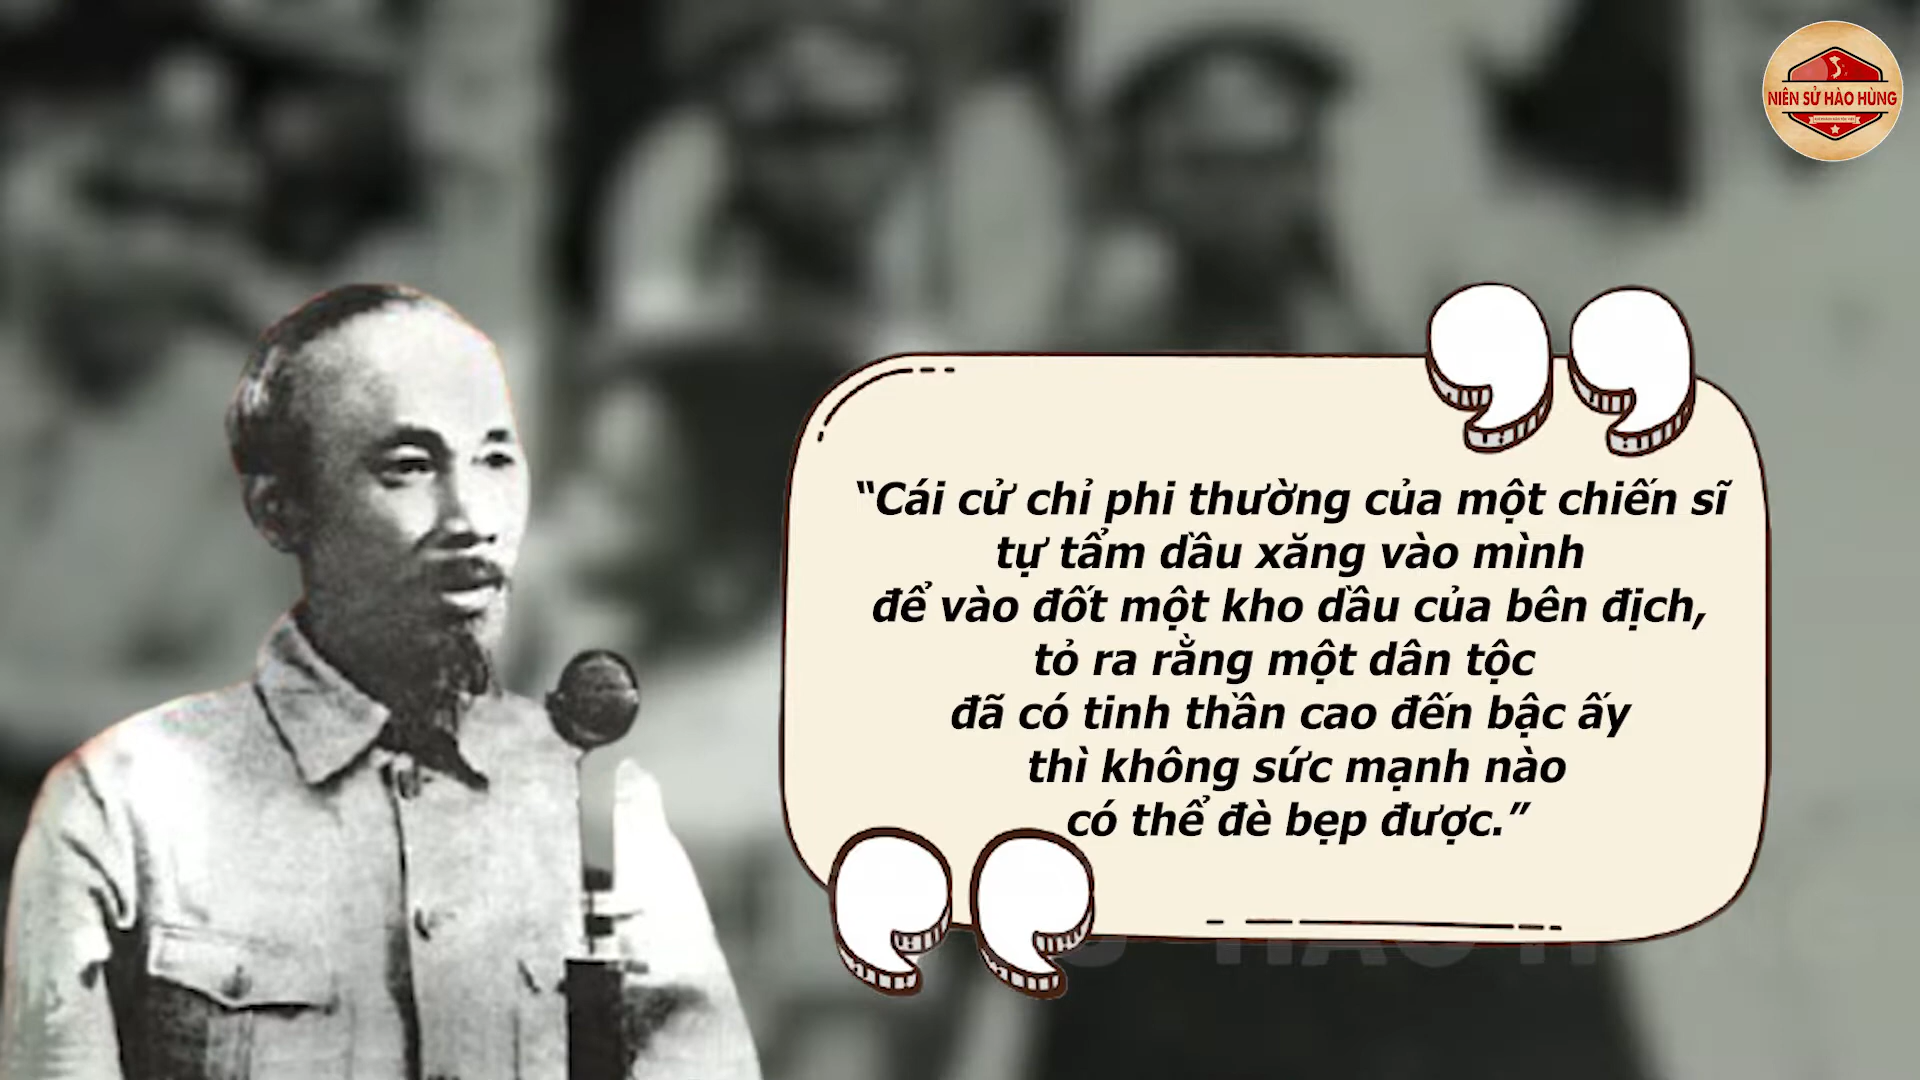 NIÊN SỬ HÀO HÙNG
“Cái cử chỉ phi thường của một chiến sĩ
tự tẩm dầu xăng vào mình
để vào đốt một kho dầu của bên địch,
tỏ ra rằng một dân tộc
đã có tinh thần cao đến bậc ấy
thì không sức mạnh nào
có thể đè bẹp được.”